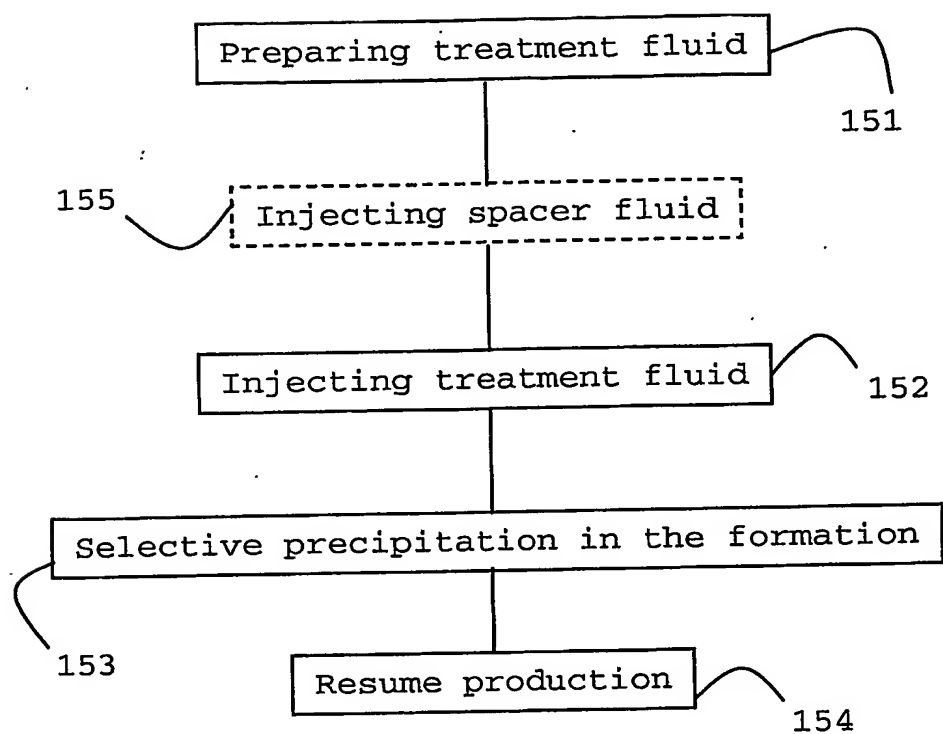 Preparing treatment fluid
151
155
Injecting spacer fluid
Injecting treatment fluid
152
Selective precipitation in the formation
153
Resume production
154